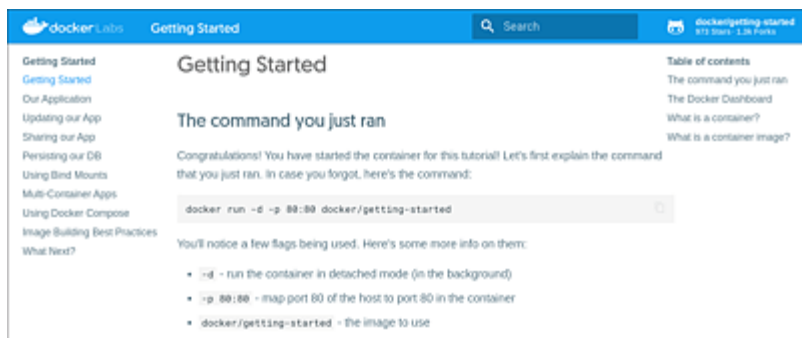 docker Labs
Getting Started
Search
docker/getting-started
973 Stars · 1.3k Forks
Getting Started
Getting Started
Our Application
Updating our App
Sharing our App
Persisting our DB
Using Bind Mounts
Multi-Container Apps
Using Docker Compose
Image Building Best Practices
What Next?
Getting Started
The command you just ran
Congratulations! You have started the container for this tutorial! Let's first explain the command
that you just ran. In case you forgot, here's the command:
docker run -d -p 80:80 docker/getting-started
You'll notice a few flags being used. Here's some more info on them:
• -d - run the container in detached mode (in the background)
• -p 80:80 - map port 80 of the host to port 80 in the container
• docker/getting-started - the image to use
Table of contents
The command you just ran
The Docker Dashboard
What is a container?
What is a container image?